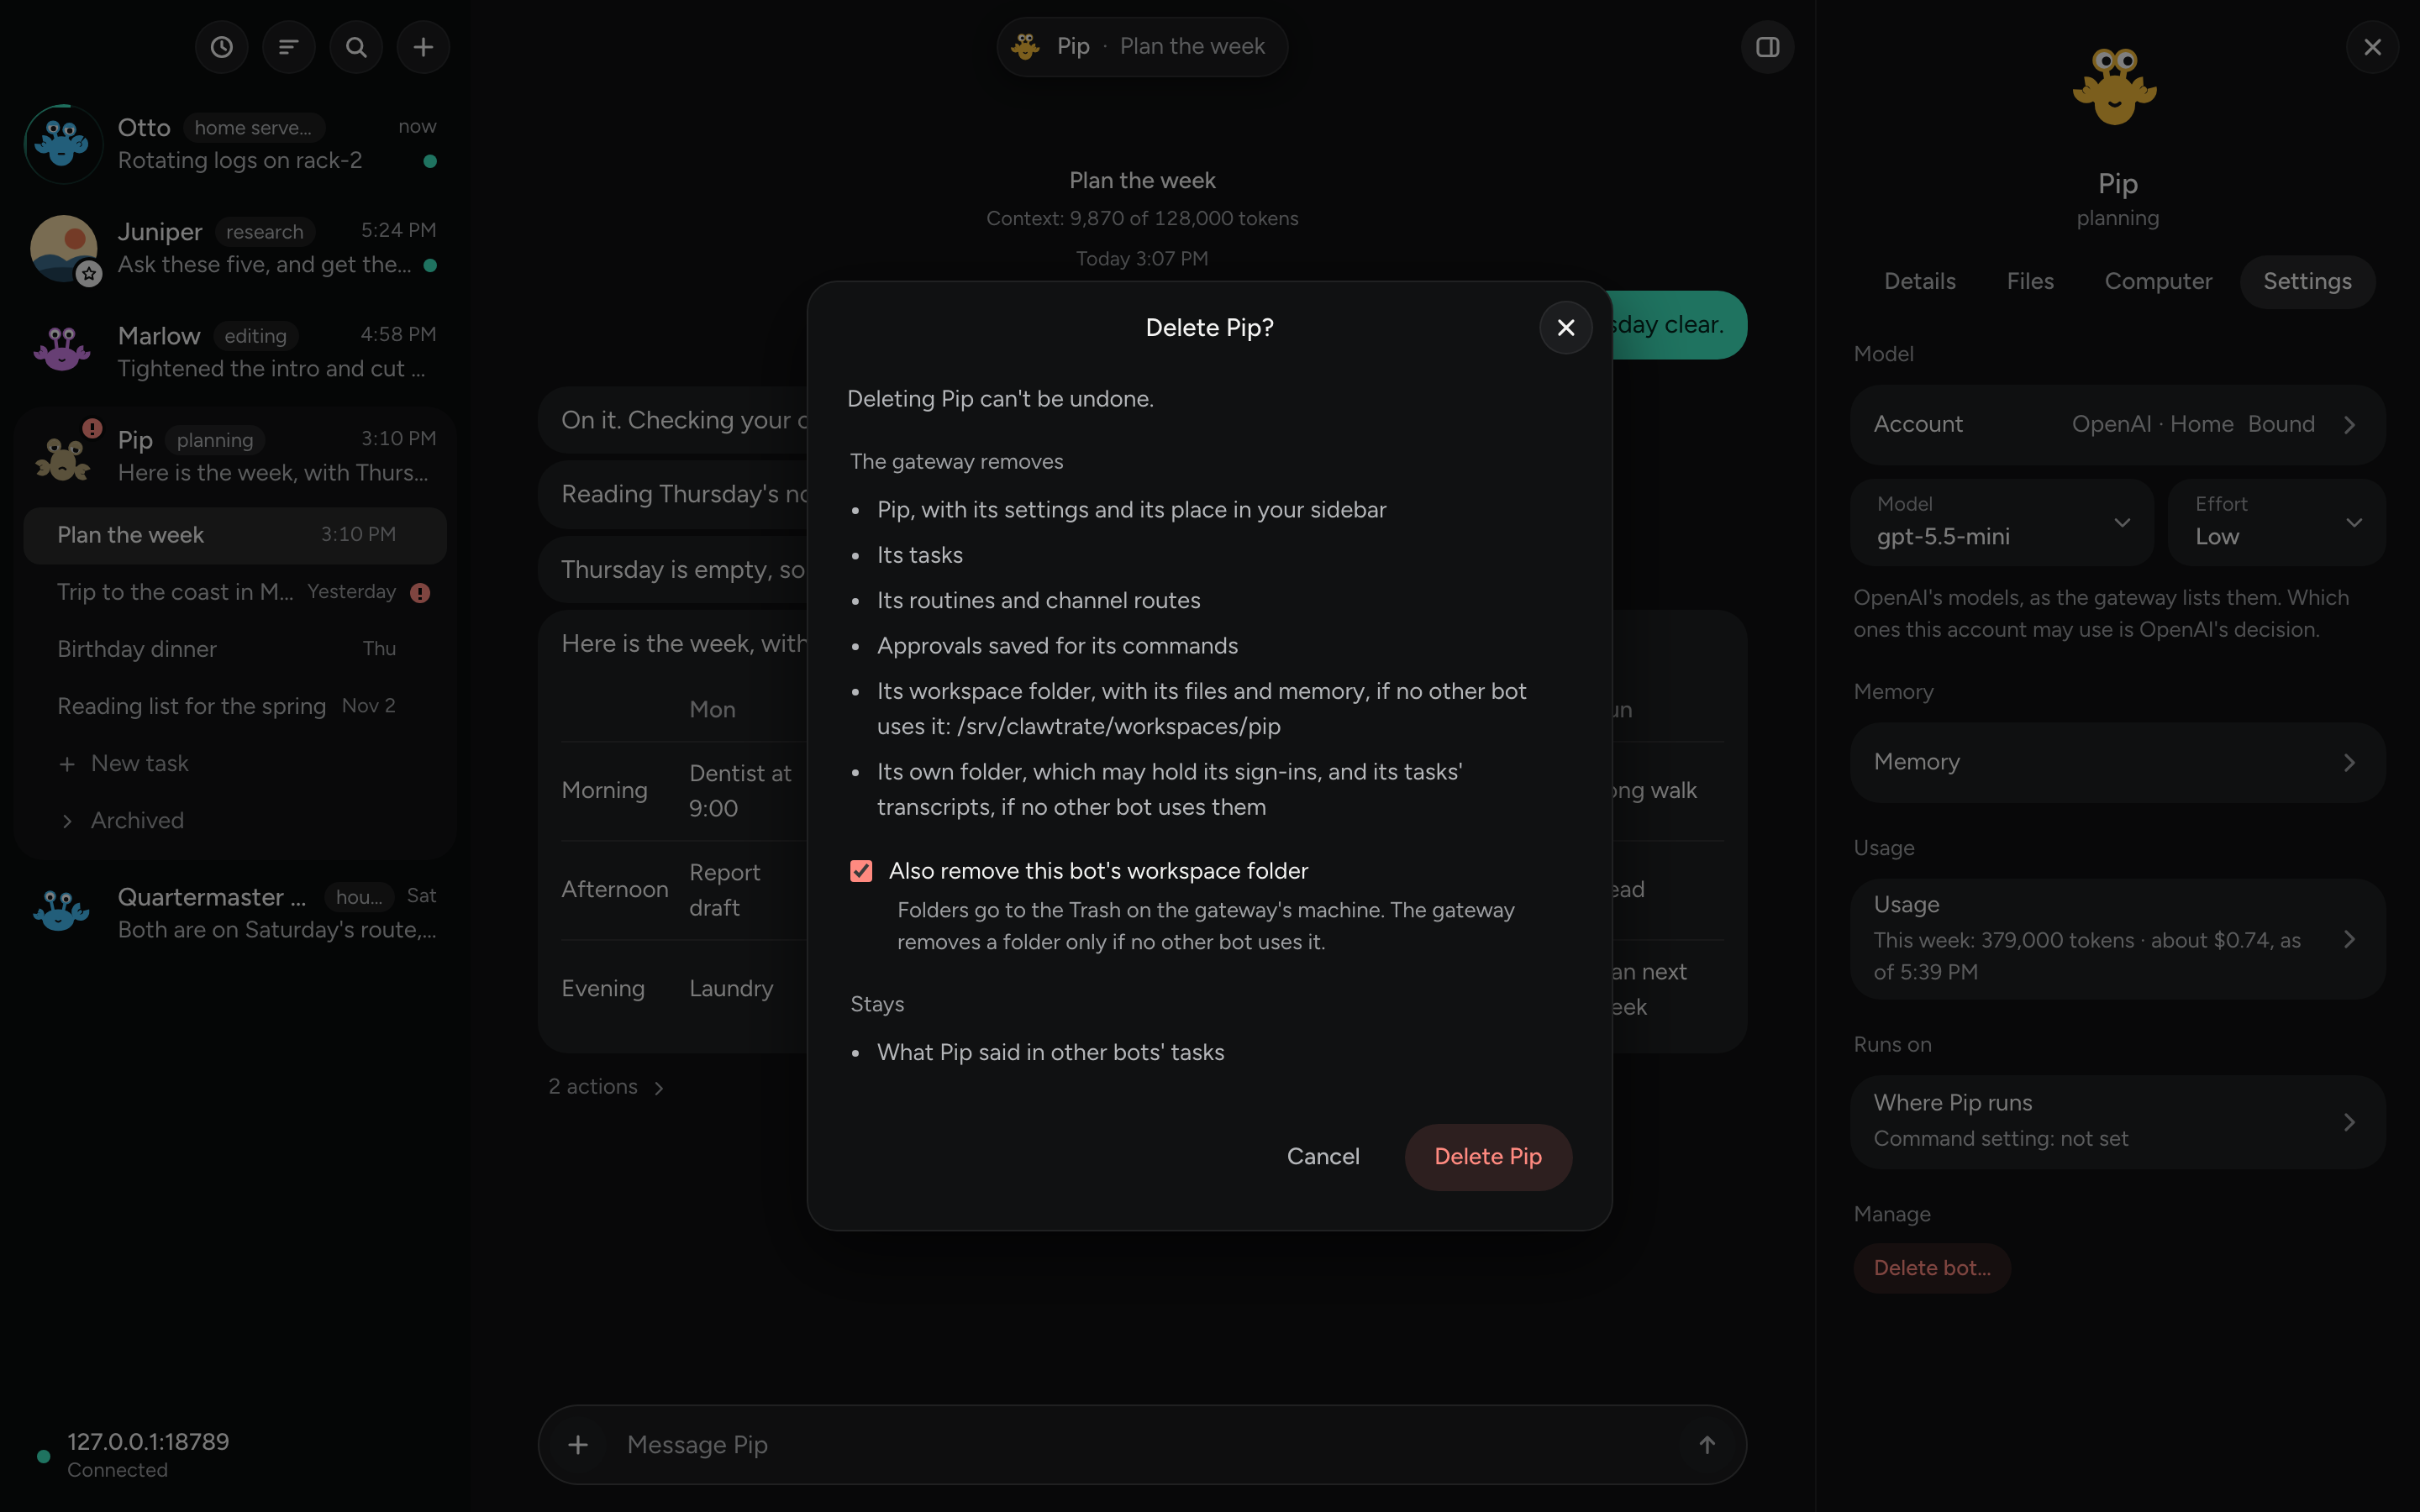 Otto home serve... now
Rotating logs on rack-2
Juniper research 5:24 PM
Ask these five, and get the...
Marlow editing 4:58 PM
Tightened the intro and cut ...
Pip planning 3:10 PM
Here is the week, with Thurs...
Plan the week 3:10 PM
Trip to the coast in M... Yesterday
Birthday dinner Thu
Reading list for the spring Nov 2
New task
Archived
Quartermaster ... hou... Sat
Both are on Saturday's route,...
127.0.0.1:18789
Connected
Pip · Plan the week
Plan the week
Context: 9,870 of 128,000 tokens
Today 3:07 PM
clear.
On it. Checking your
Reading Thursday's
Thursday is empty, so
Here is the week, with
Mon
Morning
Dentist at
9:00
walk
Afternoon
Report
draft
Evening
Laundry
next
2 actions
Message Pip
Delete Pip?
Deleting Pip can't be undone.
The gateway removes
• Pip, with its settings and its place in your sidebar
• Its tasks
• Its routines and channel routes
• Approvals saved for its commands
• Its workspace folder, with its files and memory, if no other bot
uses it: /srv/clawtrate/workspaces/pip
• Its own folder, which may hold its sign-ins, and its tasks'
transcripts, if no other bot uses them
Also remove this bot's workspace folder
Folders go to the Trash on the gateway's machine. The gateway
removes a folder only if no other bot uses it.
Stays
• What Pip said in other bots' tasks
Cancel
Delete Pip
Pip
planning
Details Files Computer Settings
Model
Account OpenAI · Home Bound
Model
gpt-5.5-mini
Effort
Low
OpenAI's models, as the gateway lists them. Which
ones this account may use is OpenAI's decision.
Memory
Memory
Usage
Usage
This week: 379,000 tokens · about $0.74, as
of 5:39 PM
Runs on
Where Pip runs
Command setting: not set
Manage
Delete bot...